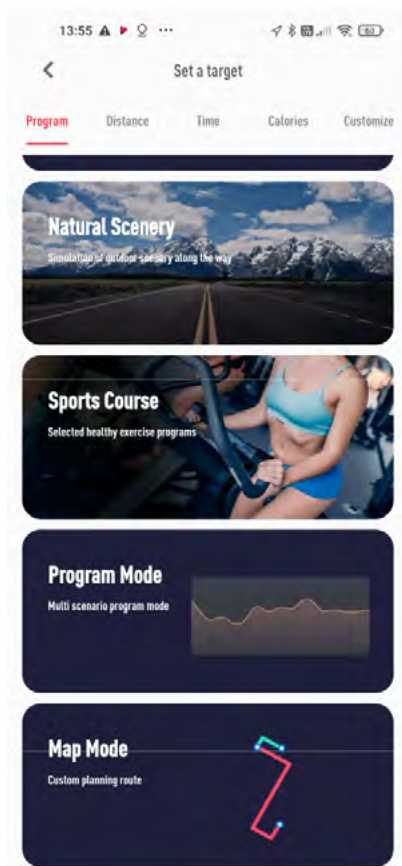 13:55
Set a target
Program Distance Time Calories Customize
Natural Scenery
Simulation of outdoor scenery along the way
Sports Course
Selected healthy exercise programs
Program Mode
Multi scenario program mode
Map Mode
Custom planning route